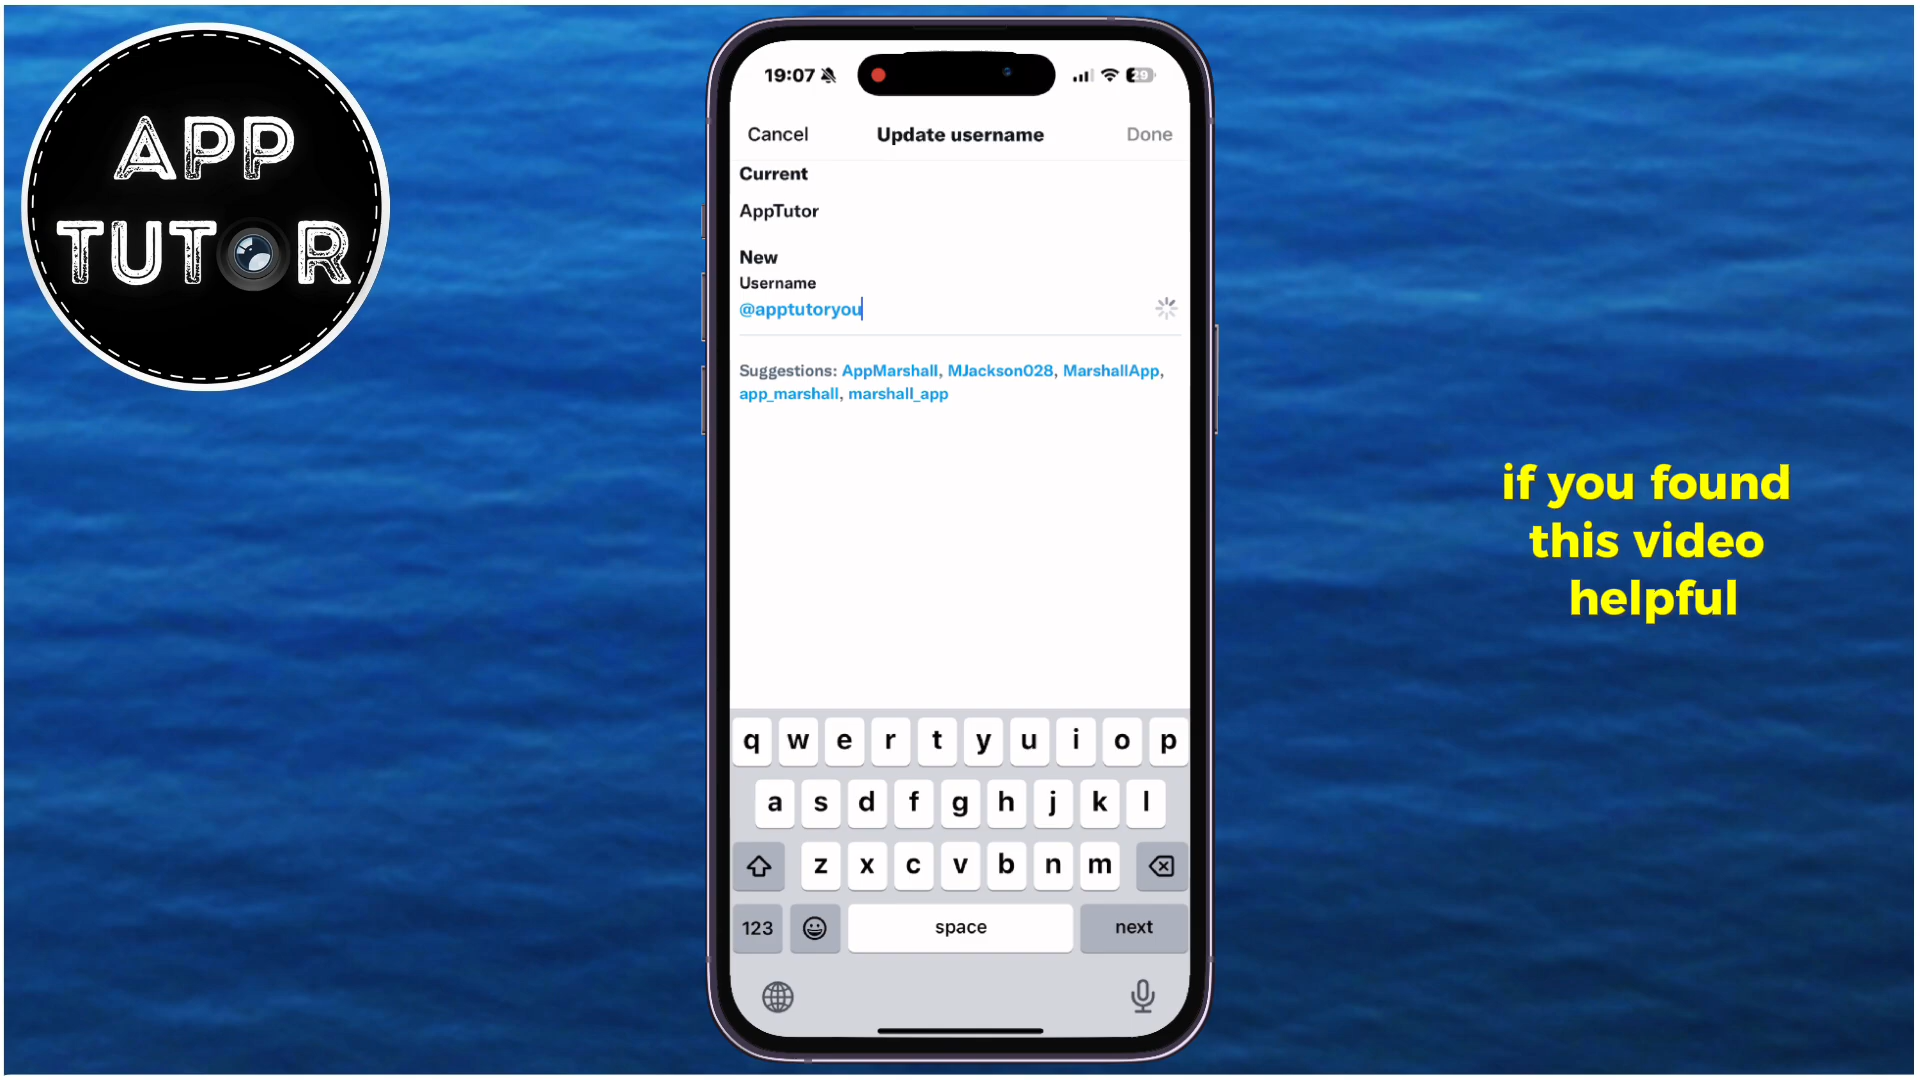 APP
TUTOR
19:07
29
Cancel
Update username
Done
Current
AppTutor
New
Username
@apptutoryou
Suggestions: AppMarshall, MJackson028, MarshallApp,
app_marshall, marshall_app
if you found
this video
helpful
q w e r t y u i o p
a s d f g h j k l
z x c v b n m
123
space
next